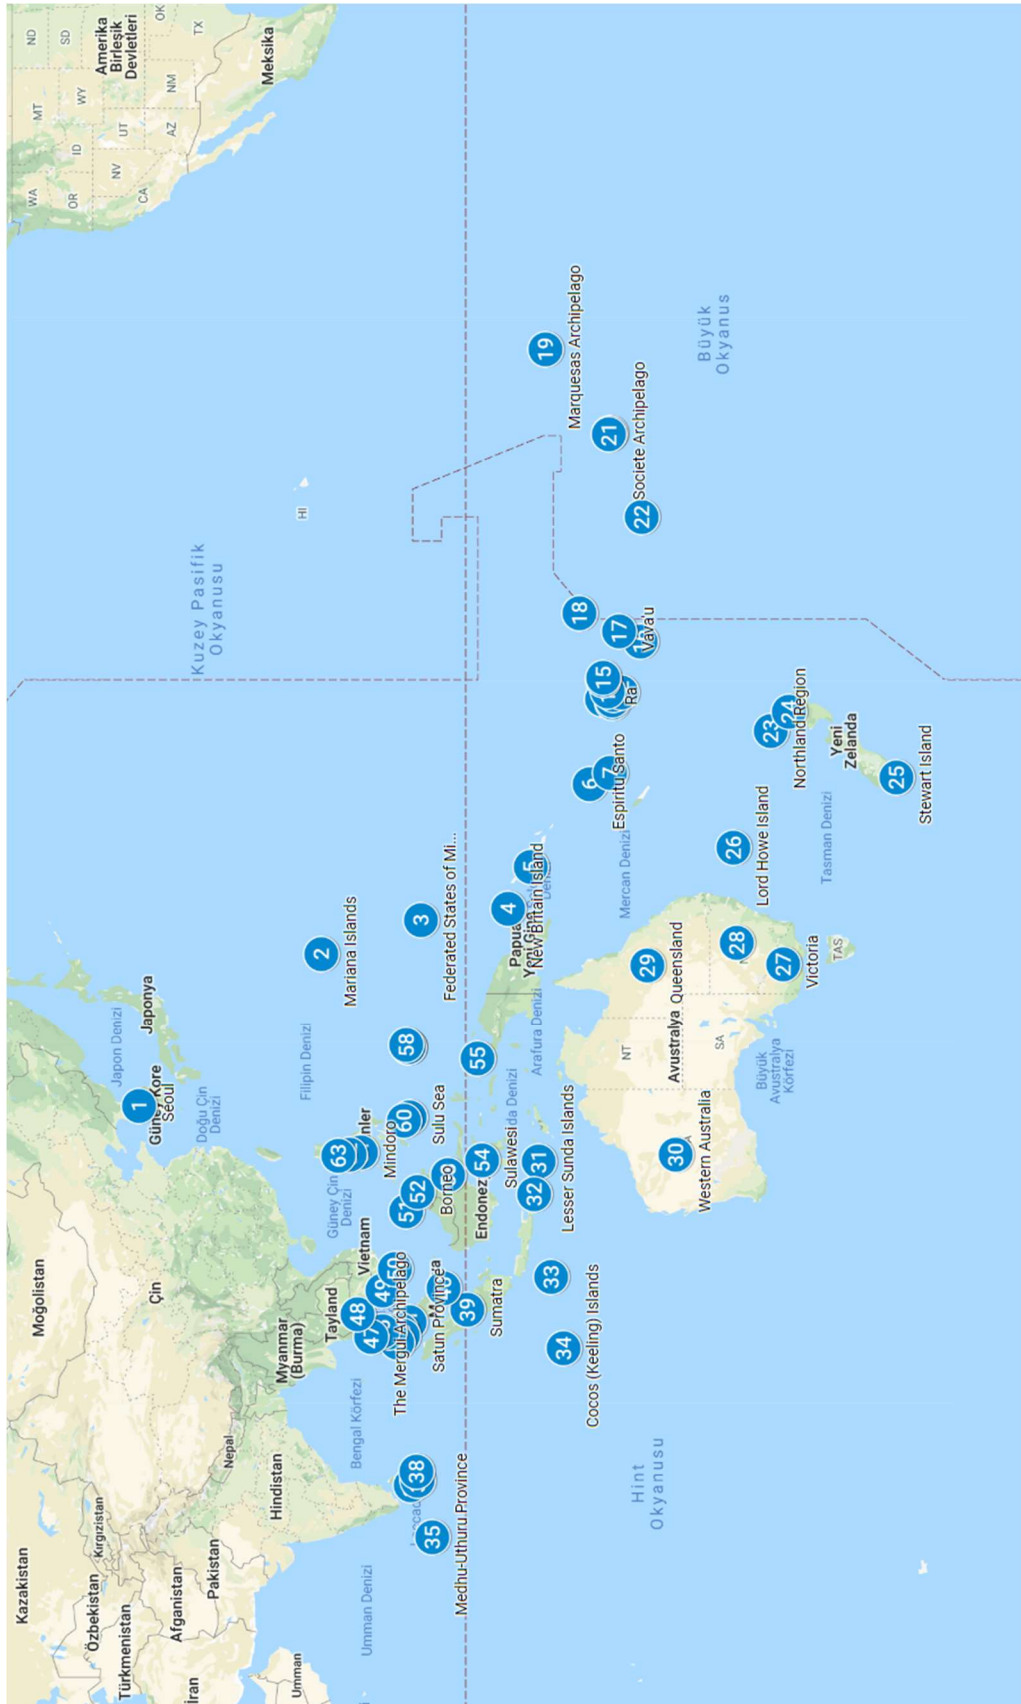 Kazakistan
Moğolistan
Özbekistan
Kırgızistan
Türkmenistan
Afganistan
Pakistan
iran
Umman
Nepal
Hindistan
Çin
Myanmar
(Burma)
Tayland
Vietnam
Güney Kore
Seoul
Japonya
Japon Denizi
Doğu Çin
Denizi
Güney Çin
Denizi
Filipin Denizi
Umman Denizi
Bengal Körfezi
Kuzey Pasifik
Okyanusu
HI
WA
OR
CA
NV
ID
MT
UT
AZ
WY
NM
ND
SD
OK
TX
Amerika
Birleşik
Devletleri
Meksika
1
2
Mariana Islands
3
Federated States of Mi...
4
New Britain Island
5
6
7
Espiritu Santo
15
Ra
17
Vava'u
18
19
Marquesas Archipelago
21
Societe Archipelago
22
23
24
Northland Region
25
Stewart Island
26
Lord Howe Island
27
Victoria
28
29
Queensland
30
Western Australia
31
32
Lesser Sunda Islands
33
34
Cocos (Keeling) Islands
35
Medhu-Uthuru Province
38
39
Sumatra
47
48
49
The Mergui Archipelago
Satun Province
51
52
Borneo
54
Sulawesi
55
58
60
Sulu Sea
63
Mindoro
Endonez
Papua
Arafura Denizi
Mercan Denizi
Tasman Denizi
Avustralya
NT
SA
TAS
Büyük
Avustralya
Körfezi
Yeni
Zelanda
Hint
Okyanusu
Büyük
Okyanus